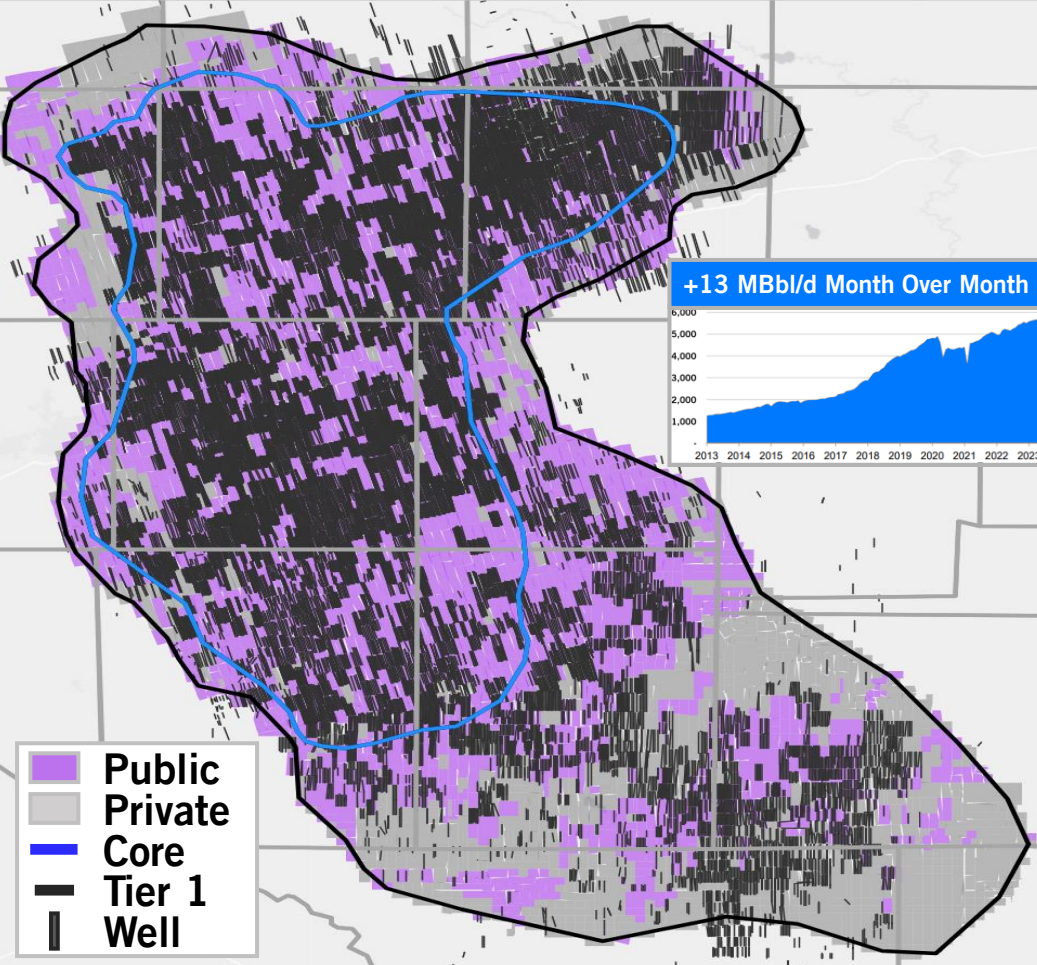 +13 MBbl/d Month Over Month
6,000
5,000
4,000
3,000
2,000
1,000
-
2013 2014 2015 2016 2017 2018 2019 2020 2021 2022 2023
Public
Private
Core
Tier 1
Well